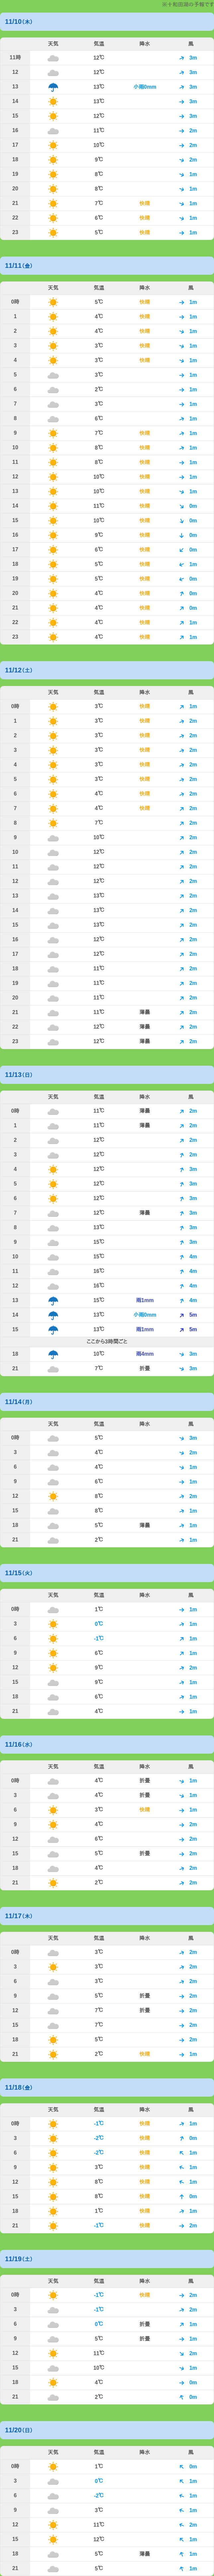 11/10(木)
天気 気温 降水 風
11時 12℃ 3m
12 12℃ 3m
13 13℃ 小雨0mm 3m
14 13℃ 3m
15 12℃ 3m
16 11℃ 2m
17 10℃ 2m
18 9℃ 2m
19 8℃ 1m
20 8℃ 1m
21 7℃ 快晴 1m
22 6℃ 快晴 1m
23 5℃ 快晴 1m
11/11(金)
天気 気温 降水 風
0時 5℃ 快晴 1m
1 4℃ 快晴 1m
2 4℃ 快晴 1m
3 3℃ 快晴 1m
4 3℃ 快晴 1m
5 3℃ 1m
6 2℃ 1m
7 3℃ 1m
8 6℃ 1m
9 7℃ 快晴 1m
10 8℃ 快晴 1m
11 8℃ 快晴 1m
12 10℃ 快晴 1m
13 10℃ 快晴 1m
14 11℃ 快晴 0m
15 10℃ 快晴 0m
16 9℃ 快晴 0m
17 6℃ 快晴 0m
18 5℃ 快晴 1m
19 5℃ 快晴 0m
20 4℃ 快晴 0m
21 4℃ 快晴 0m
22 4℃ 快晴 1m
23 4℃ 快晴 1m
11/12(土)
天気 気温 降水 風
0時 3℃ 快晴 1m
1 3℃ 快晴 2m
2 3℃ 快晴 2m
3 3℃ 快晴 2m
4 3℃ 快晴 2m
5 3℃ 快晴 2m
6 4℃ 快晴 2m
7 4℃ 快晴 2m
8 7℃ 2m
9 10℃ 2m
10 12℃ 2m
11 12℃ 2m
12 12℃ 2m
13 13℃ 2m
14 13℃ 2m
15 13℃ 2m
16 12℃ 2m
17 12℃ 2m
18 11℃ 2m
19 11℃ 2m
20 11℃ 2m
21 11℃ 薄曇 2m
22 12℃ 薄曇 2m
23 12℃ 薄曇 2m
11/13(日)
天気 気温 降水 風
0時 11℃ 薄曇 2m
1 11℃ 薄曇 2m
2 12℃ 2m
3 12℃ 2m
4 12℃ 3m
5 12℃ 3m
6 12℃ 3m
7 12℃ 薄曇 3m
8 13℃ 3m
9 15℃ 3m
10 15℃ 4m
11 16℃ 4m
12 16℃ 4m
13 15℃ 雨1mm 4m
14 13℃ 小雨0mm 5m
15 13℃ 雨1mm 5m
ここから3時間ごと
18 10℃ 雨4mm 3m
21 7℃ 折曇 3m
11/14(月)
天気 気温 降水 風
0時 5℃ 3m
3 4℃ 2m
6 4℃ 1m
9 6℃ 1m
12 8℃ 2m
15 8℃ 1m
18 5℃ 薄曇 1m
21 2℃ 1m
11/15(火)
天気 気温 降水 風
0時 1℃ 1m
3 0℃ 1m
6 -1℃ 1m
9 6℃ 1m
12 9℃ 2m
15 9℃ 1m
18 6℃ 1m
21 4℃ 1m
11/16(水)
天気 気温 降水 風
0時 4℃ 折曇 1m
3 4℃ 折曇 1m
6 3℃ 快晴 1m
9 4℃ 2m
12 6℃ 2m
15 5℃ 折曇 2m
18 4℃ 2m
21 2℃ 2m
11/17(木)
天気 気温 降水 風
0時 3℃ 2m
3 3℃ 2m
6 3℃ 2m
9 5℃ 折曇 2m
12 7℃ 折曇 2m
15 7℃ 2m
18 5℃ 2m
21 2℃ 快晴 1m
11/18(金)
天気 気温 降水 風
0時 -1℃ 快晴 1m
3 -2℃ 快晴 0m
6 -2℃ 快晴 1m
9 3℃ 快晴 1m
12 8℃ 快晴 1m
15 8℃ 快晴 0m
18 1℃ 快晴 1m
21 -1℃ 快晴 2m
11/19(土)
天気 気温 降水 風
0時 -1℃ 快晴 2m
3 -1℃ 2m
6 0℃ 折曇 1m
9 5℃ 折曇 1m
12 11℃ 2m
15 10℃ 1m
18 4℃ 0m
21 2℃ 0m
11/20(日)
天気 気温 降水 風
0時 1℃ 0m
3 0℃ 1m
6 -2℃ 1m
9 3℃ 1m
12 11℃ 2m
15 12℃ 1m
18 5℃ 薄曇 1m
21 5℃ 1m